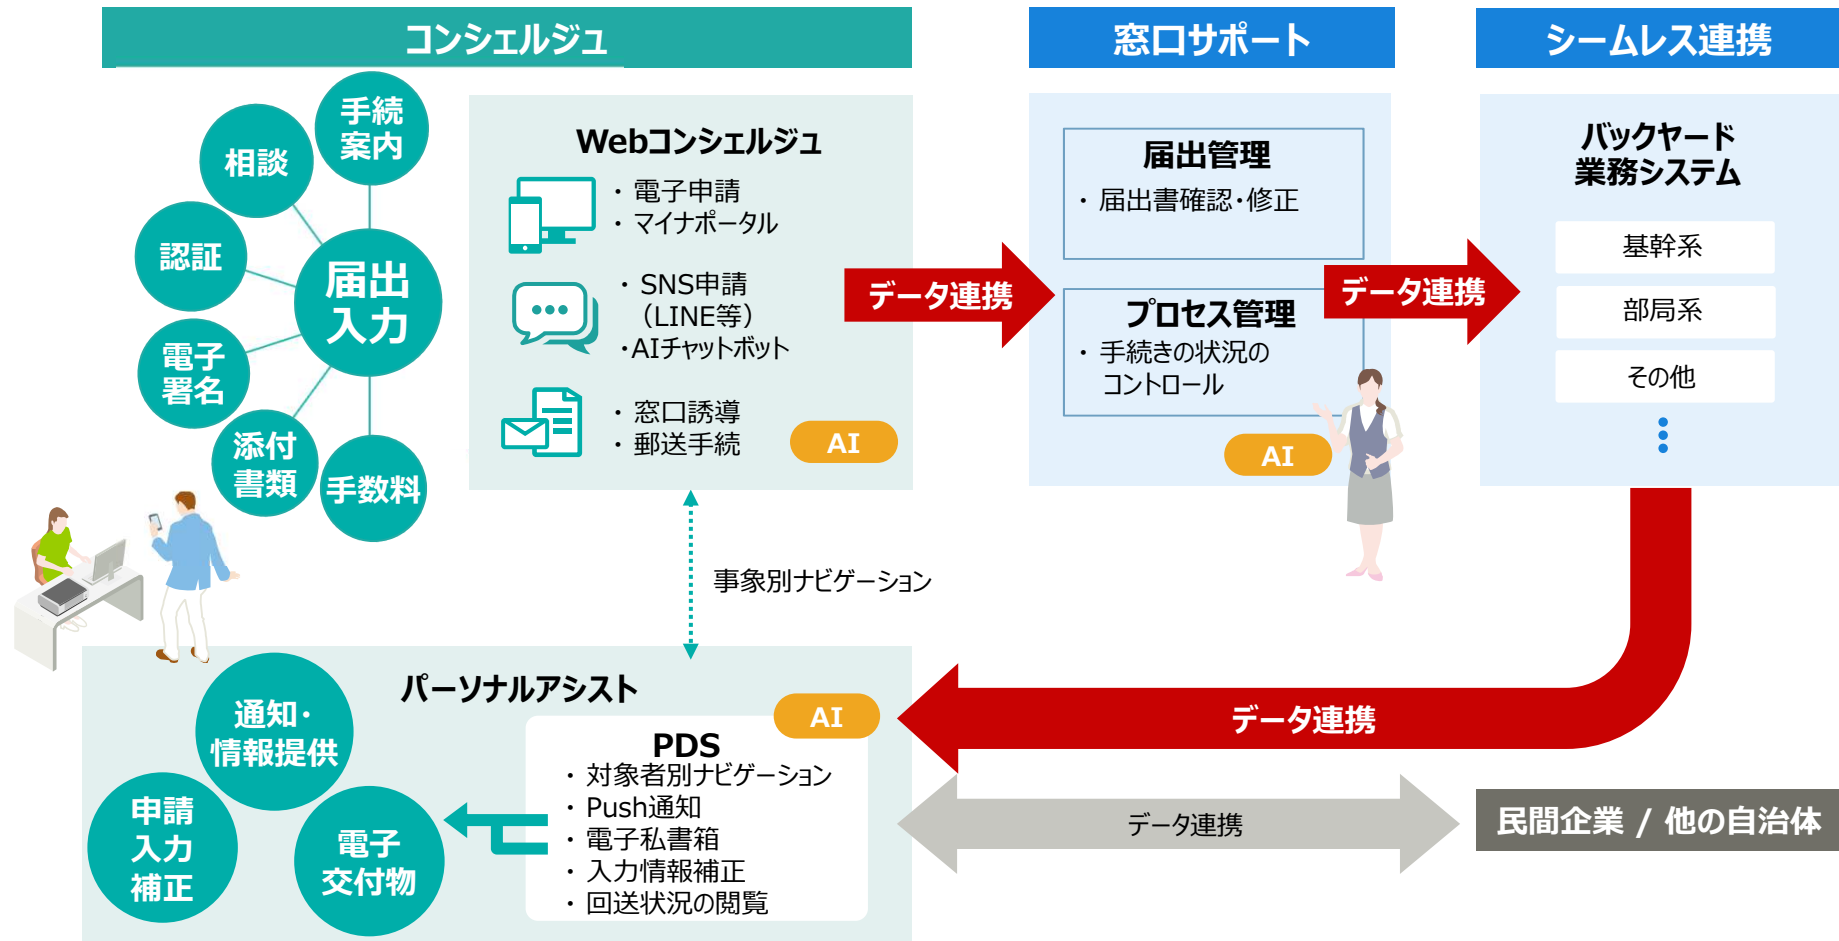 コンシェルジュ
窓口サポート
シームレス連携
手続
案内
相談
認証
電子
署名
添付
書類
手数料
届出
入力
Webコンシェルジュ
・ 電子申請
・ マイナポータル
・ SNS申請
（LINE等）
・AIチャットボット
・ 窓口誘導
・ 郵送手続
AI
データ連携
届出管理
・ 届出書確認・修正
プロセス管理
・ 手続きの状況の
コントロール
AI
データ連携
バックヤード
業務システム
基幹系
部局系
その他
事象別ナビゲーション
パーソナルアシスト
通知・
情報提供
申請
入力
補正
電子
交付物
AI
PDS
・ 対象者別ナビゲーション
・ Push通知
・ 電子私書箱
・ 入力情報補正
・ 回送状況の閲覧
データ連携
データ連携
民間企業 / 他の自治体